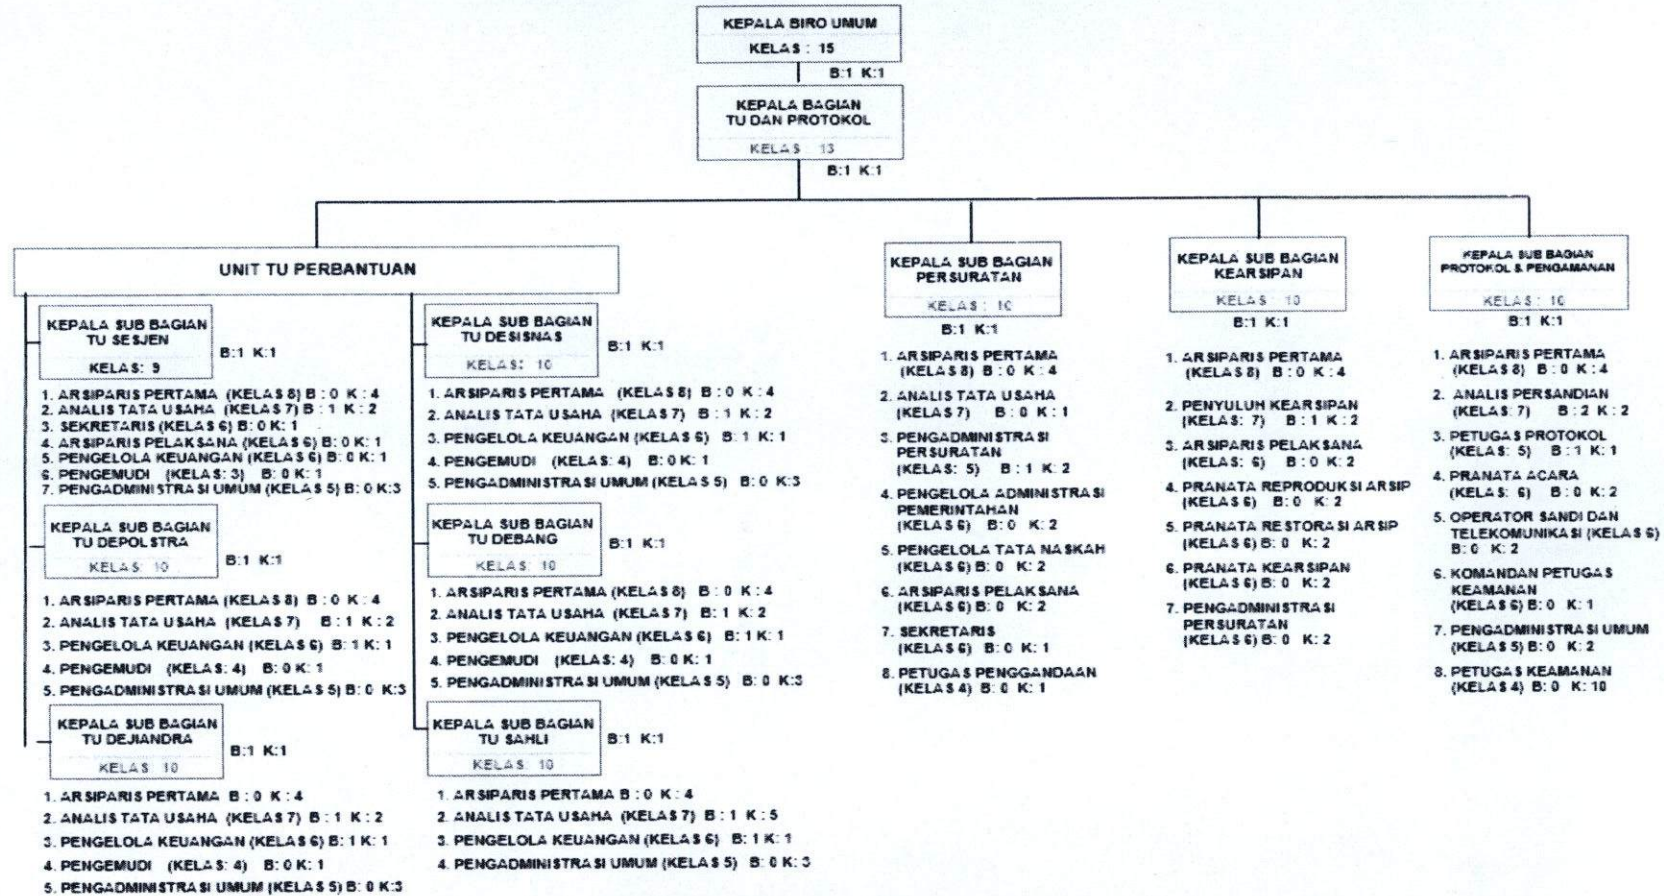 KEPALA BIRO UMUM
KELAS : 15
B:1 K:1
KEPALA BAGIAN
TU DAN PROTOKOL
KELAS : 13
B:1 K:1
UNIT TU PERBANTUAN
KEPALA SUB BAGIAN
TU SESJEN
KELAS: 9
B:1 K:1
1. ARSIPARIS PERTAMA (KELAS 8) B : 0 K : 4
2. ANALIS TATA USAHA (KELAS 7) B : 1 K : 2
3. SEKRETARIS (KELAS 6) B: 0 K: 1
4. ARSIPARIS PELAKSANA (KELAS 6) B: 0 K: 1
5. PENGELOLA KEUANGAN (KELAS 6) B: 0 K: 1
6. PENGEMUDI (KELAS: 3) B: 0 K: 1
7. PENGADMINISTRASI UMUM (KELAS 5) B: 0 K:3
KEPALA SUB BAGIAN
TU DEPOLSTRA
KELAS: 10
B:1 K:1
1. ARSIPARIS PERTAMA (KELAS 8) B : 0 K : 4
2. ANALIS TATA USAHA (KELAS 7) B : 1 K : 2
3. PENGELOLA KEUANGAN (KELAS 6) B: 1 K: 1
4. PENGEMUDI (KELAS: 4) B: 0 K: 1
5. PENGADMINISTRASI UMUM (KELAS 5) B: 0 K:3
KEPALA SUB BAGIAN
TU DEJIANDRA
KELAS: 10
B:1 K:1
1. ARSIPARIS PERTAMA B : 0 K : 4
2. ANALIS TATA USAHA (KELAS 7) B : 1 K : 2
3. PENGELOLA KEUANGAN (KELAS 6) B: 1 K: 1
4. PENGEMUDI (KELAS: 4) B: 0 K: 1
5. PENGADMINISTRASI UMUM (KELAS 5) B: 0 K:3
KEPALA SUB BAGIAN
TU DESISNAS
KELAS: 10
B:1 K:1
1. ARSIPARIS PERTAMA (KELAS 8) B : 0 K : 4
2. ANALIS TATA USAHA (KELAS 7) B : 1 K : 2
3. PENGELOLA KEUANGAN (KELAS 6) B: 1 K: 1
4. PENGEMUDI (KELAS: 4) B: 0 K: 1
5. PENGADMINISTRASI UMUM (KELAS 5) B: 0 K:3
KEPALA SUB BAGIAN
TU DEBANG
KELAS: 10
B:1 K:1
1. ARSIPARIS PERTAMA (KELAS 8) B : 0 K : 4
2. ANALIS TATA USAHA (KELAS 7) B : 1 K : 2
3. PENGELOLA KEUANGAN (KELAS 6) B: 1 K: 1
4. PENGEMUDI (KELAS: 4) B: 0 K: 1
5. PENGADMINISTRASI UMUM (KELAS 5) B: 0 K:3
KEPALA SUB BAGIAN
TU SAHLI
KELAS: 10
B:1 K:1
1. ARSIPARIS PERTAMA B : 0 K : 4
2. ANALIS TATA USAHA (KELAS 7) B : 1 K : 5
3. PENGELOLA KEUANGAN (KELAS 6) B: 1 K: 1
4. PENGADMINISTRASI UMUM (KELAS 5) B: 0 K: 3
KEPALA SUB BAGIAN
PERSURATAN
KELAS: 10
B:1 K:1
1. ARSIPARIS PERTAMA
(KELAS 8) B : 0 K : 4
2. ANALIS TATA USAHA
(KELAS 7) B : 0 K : 1
3. PENGADMINISTRASI
PERSURATAN
(KELAS: 5) B : 1 K: 2
4. PENGELOLA ADMINISTRASI
PEMERINTAHAN
(KELAS 6) B: 0 K: 2
5. PENGELOLA TATA NASKAH
(KELAS 6) B: 0 K: 2
6. ARSIPARIS PELAKSANA
(KELAS 6) B: 0 K: 2
7. SEKRETARIS
(KELAS 6) B: 0 K: 1
8. PETUGAS PENGGANDAAN
(KELAS 4) B: 0 K: 1
KEPALA SUB BAGIAN
KEARSIPAN
KELAS: 10
B:1 K:1
1. ARSIPARIS PERTAMA
(KELAS 8) B : 0 K : 4
2. PENYULUH KEARSIPAN
(KELAS: 7) B : 1 K : 2
3. ARSIPARIS PELAKSANA
(KELAS: 6) B : 0 K : 2
4. PRANATA REPRODUKSI ARSIP
(KELAS 6) B: 0 K: 2
5. PRANATA RESTORASI ARSIP
(KELAS 6) B: 0 K: 2
6. PRANATA KEARSIPAN
(KELAS 6) B: 0 K: 2
7. PENGADMINISTRASI
PERSURATAN
(KELAS 6) B: 0 K: 2
KEPALA SUB BAGIAN
PROTOKOL & PENGAMANAN
KELAS : 10
B:1 K:1
1. ARSIPARIS PERTAMA
(KELAS 8) B : 0 K : 4
2. ANALIS PERSANDIAN
(KELAS: 7) B : 2 K : 2
3. PETUGAS PROTOKOL
(KELAS: 5) B : 1 K : 1
4. PRANATA ACARA
(KELAS: 6) B : 0 K : 2
5. OPERATOR SANDI DAN
TELEKOMUNIKASI (KELAS 6)
B: 0 K: 2
6. KOMANDAN PETUGAS
KEAMANAN
(KELAS 6) B: 0 K: 1
7. PENGADMINISTRASI UMUM
(KELAS 5) B: 0 K: 2
8. PETUGAS KEAMANAN
(KELAS 4) B: 0 K: 10